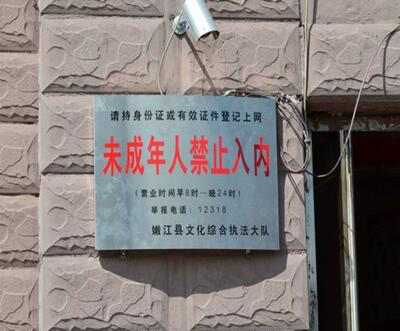 请持身份证或有效证件登记上网
未成年人禁止入内
(营业时间早8时—晚24时)
举报电话:12318
嫩江县文化综合执法大队